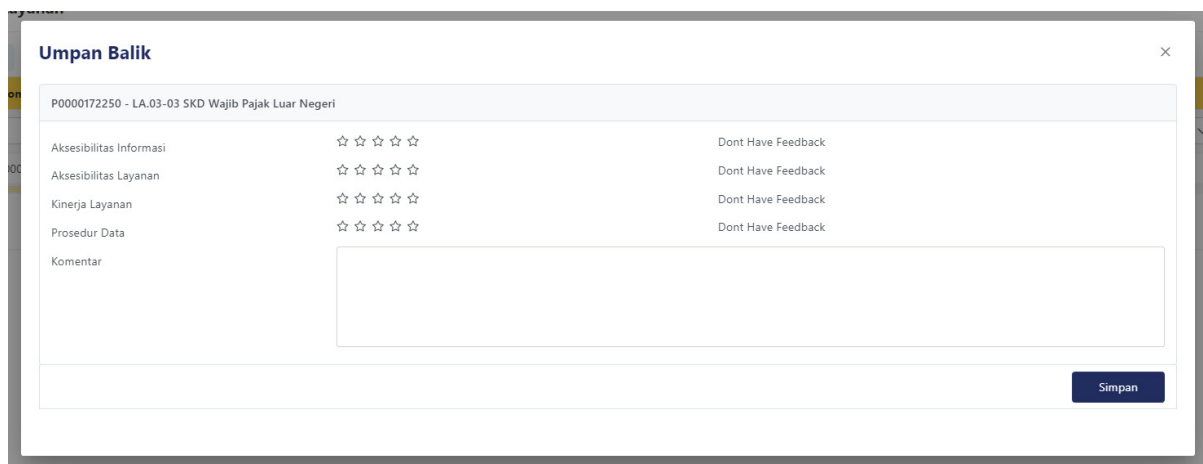 Umpan Balik
P0000172250 - LA.03-03 SKD Wajib Pajak Luar Negeri
Aksesibilitas Informasi Dont Have Feedback
Aksesibilitas Layanan Dont Have Feedback
Kinerja Layanan Dont Have Feedback
Prosedur Data Dont Have Feedback
Komentar
Simpan